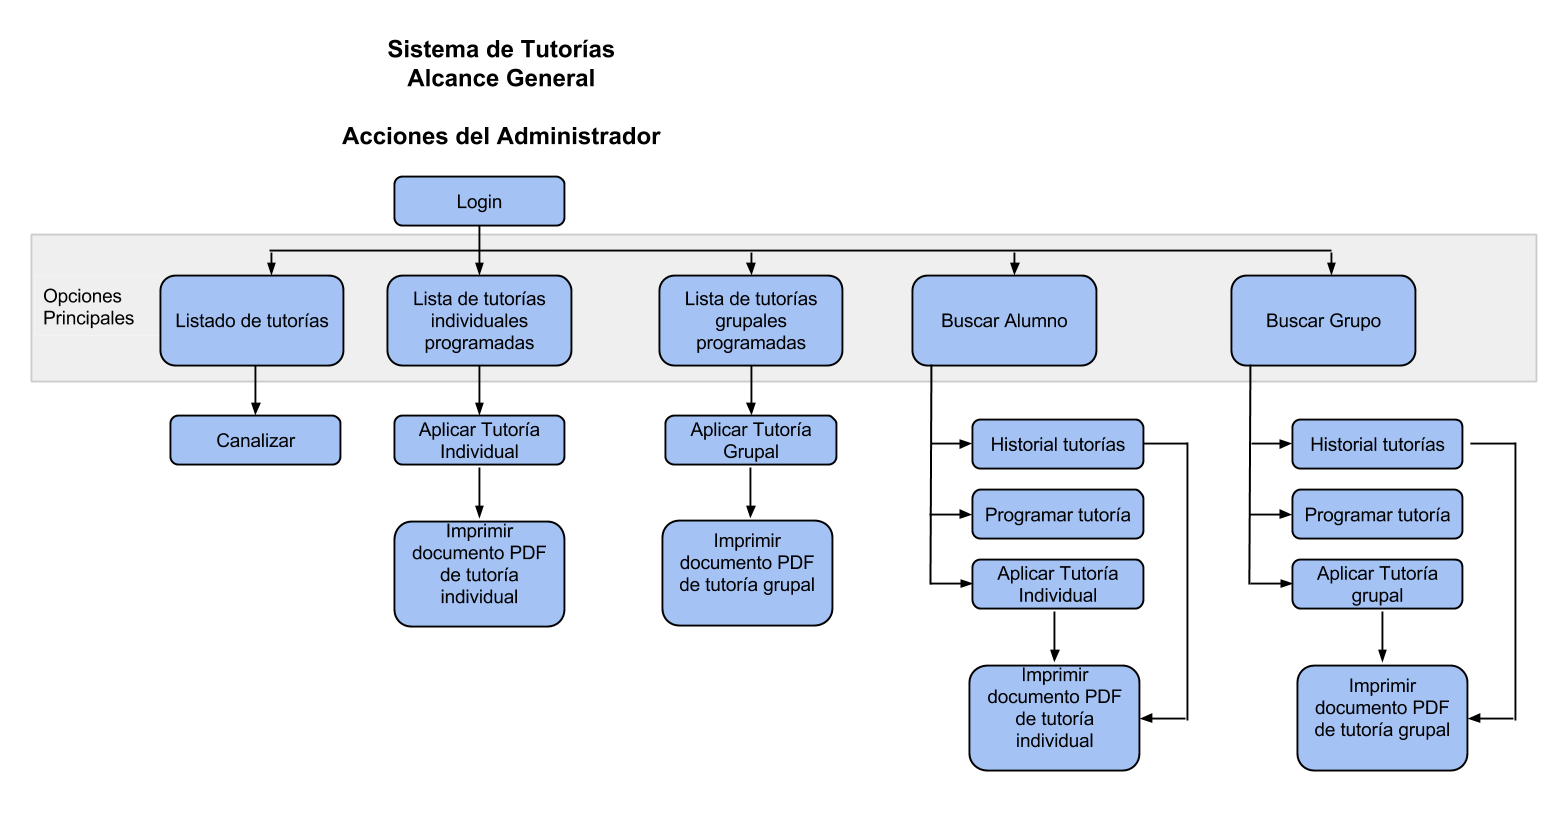 Sistema de Tutorías
Alcance General
Acciones del Administrador
Login
Opciones
Principales
Listado de tutorías
Lista de tutorías
individuales
programadas
Lista de tutorías
grupales
programadas
Buscar Alumno
Buscar Grupo
Canalizar
Aplicar Tutoría
Individual
Aplicar Tutoría
Grupal
Historial tutorías
Historial tutorías
Programar tutoría
Programar tutoría
Imprimir
documento PDF
de tutoría
individual
Imprimir
documento PDF
de tutoría grupal
Aplicar Tutoría
Individual
Aplicar Tutoría
grupal
Imprimir
documento PDF
de tutoría
individual
Imprimir
documento PDF
de tutoría grupal